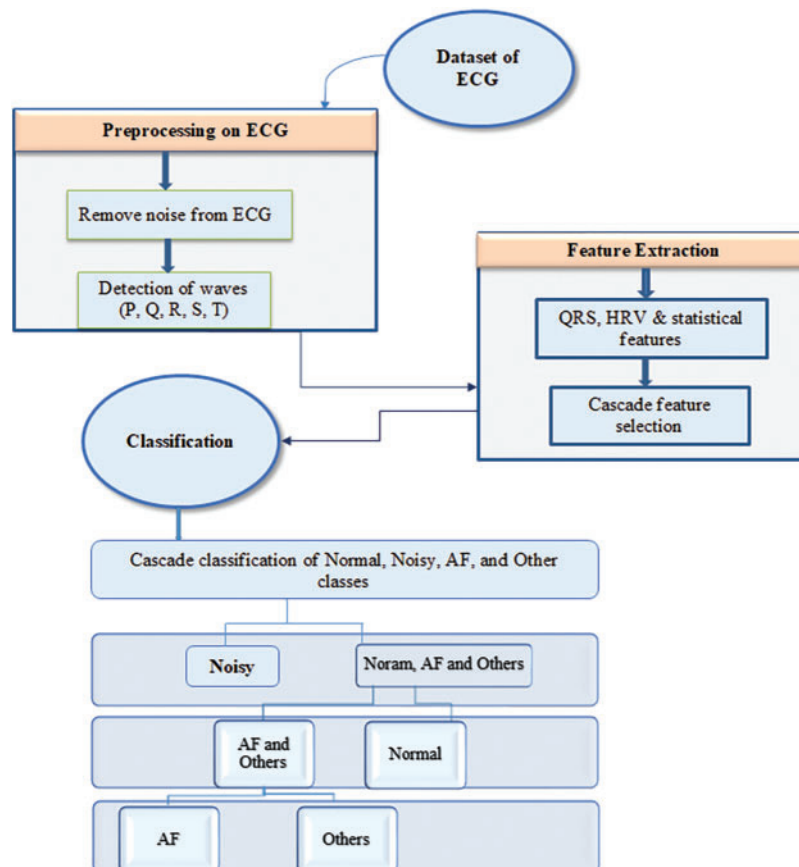 Dataset of
ECG
Preprocessing on ECG
Remove noise from ECG
Detection of waves
(P, Q, R, S, T)
Feature Extraction
QRS, HRV & statistical
features
Cascade feature
selection
Classification
Cascade classification of Normal, Noisy, AF, and Other
classes
Noisy
Noram, AF and Others
AF and
Others
Normal
AF
Others